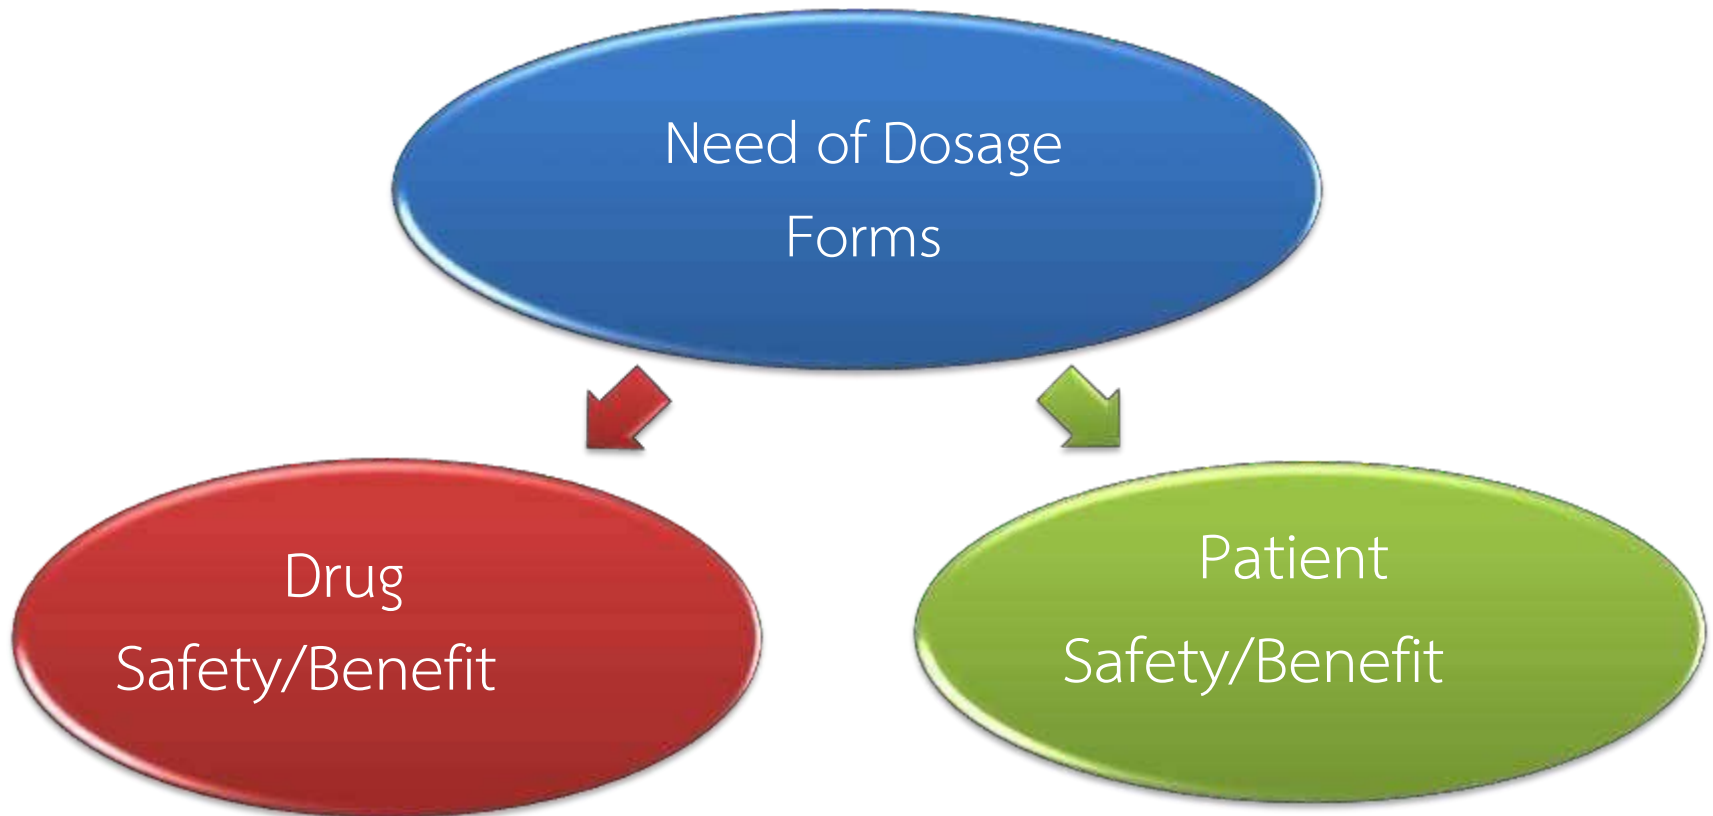 Need of Dosage
Forms
Drug
Safety/Benefit
Patient
Safety/Benefit